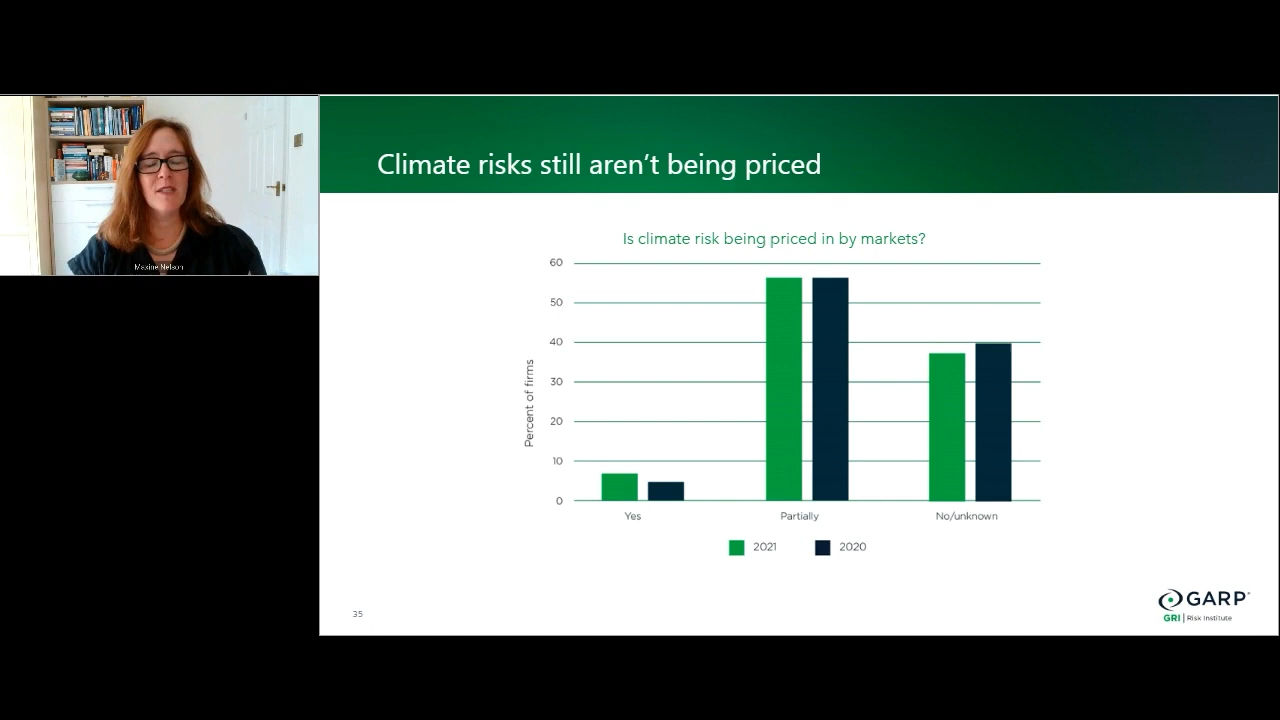 Climate risks still aren't being priced
Maxine Nelson
Is climate risk being priced in by markets?
Percent of firms
60
50
40
30
20
10
0
Yes
Partially
No/unknown
2021
2020
35
GARP
GRI | Risk Institute